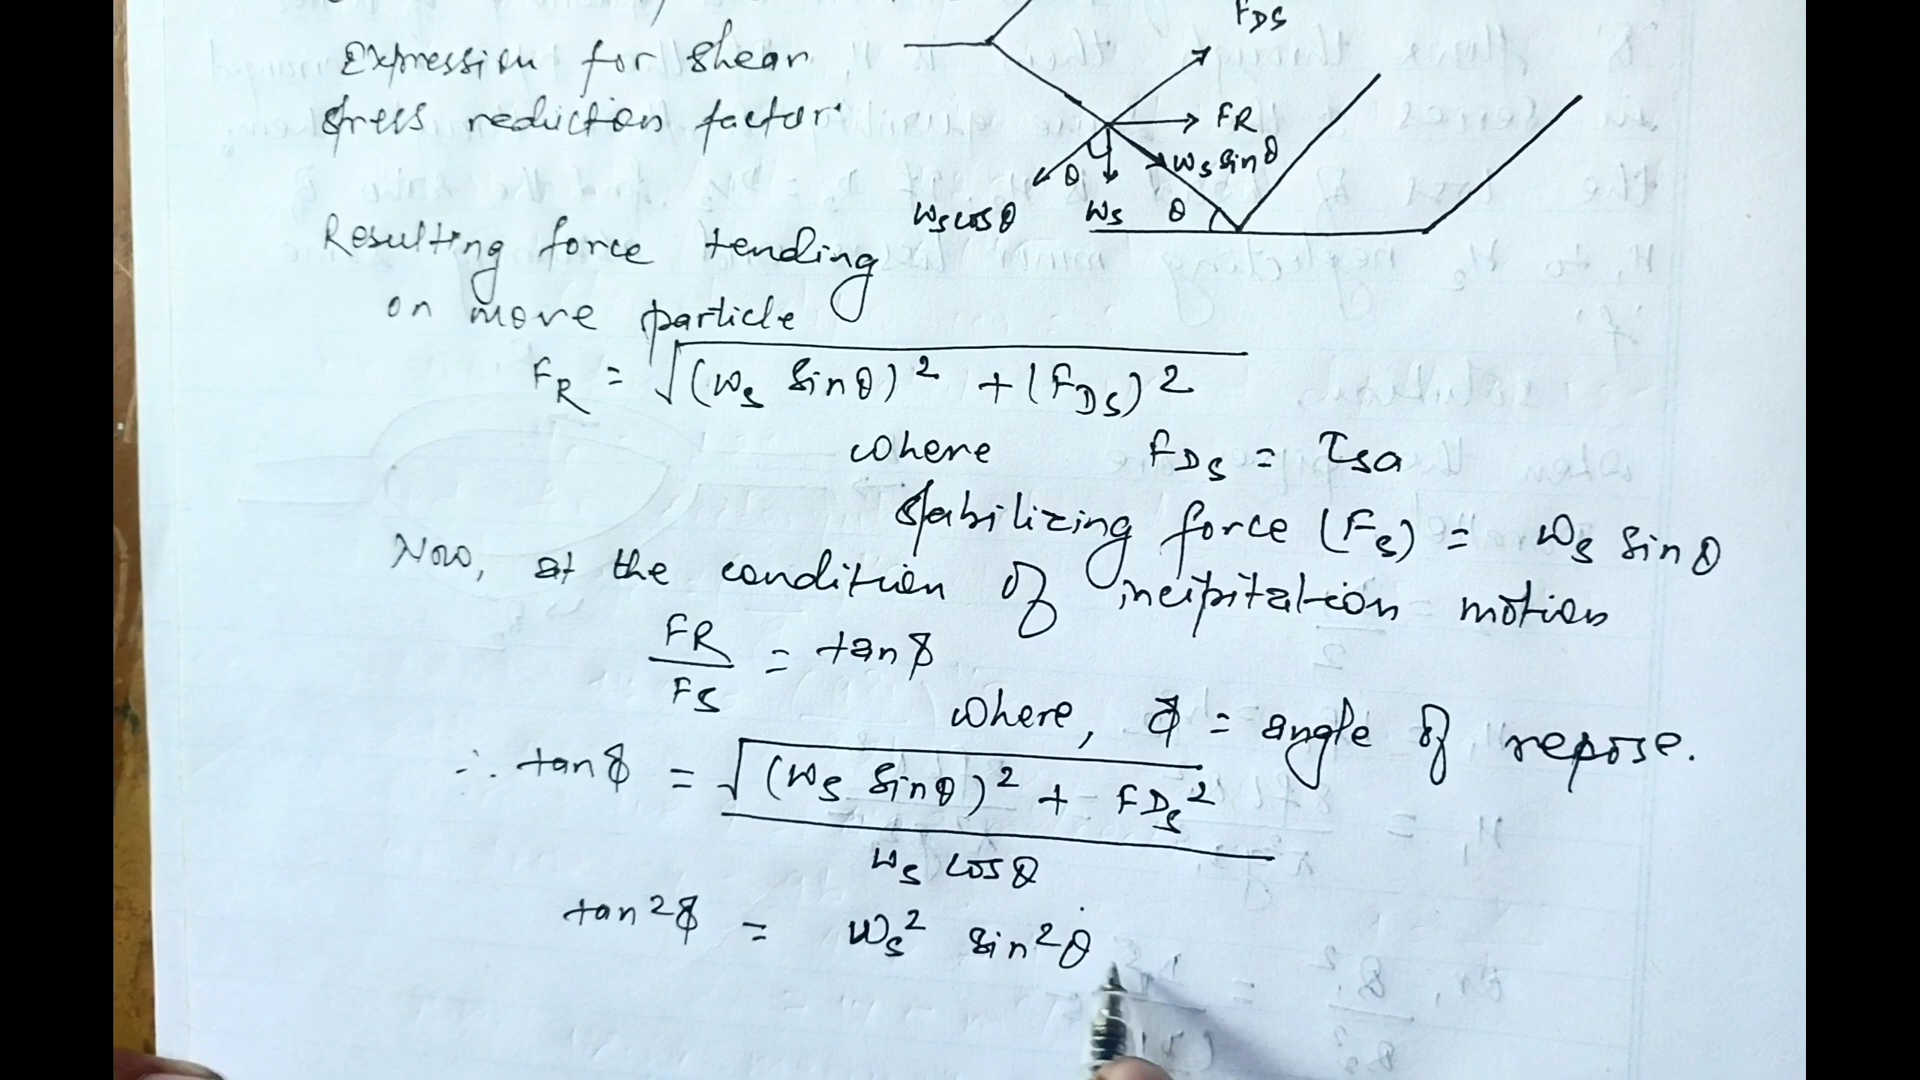 Expression for shear
stress reduction factor.
FDS
FR
Ws sinθ
θ
Ws cosθ
Ws
θ
Resulting force tending
on move particle
FR = √(Ws sinθ)² + (FDS)²
where FDS = τsa
Stabilizing force (Fs) = Ws sinθ
Now, at the condition of incipitation motion
FR/FS = tanφ
where, φ = angle of repose.
∴ tanφ = √(Ws sinθ)² + FDS² / Ws cosθ
tan²φ = Ws² sin²θ